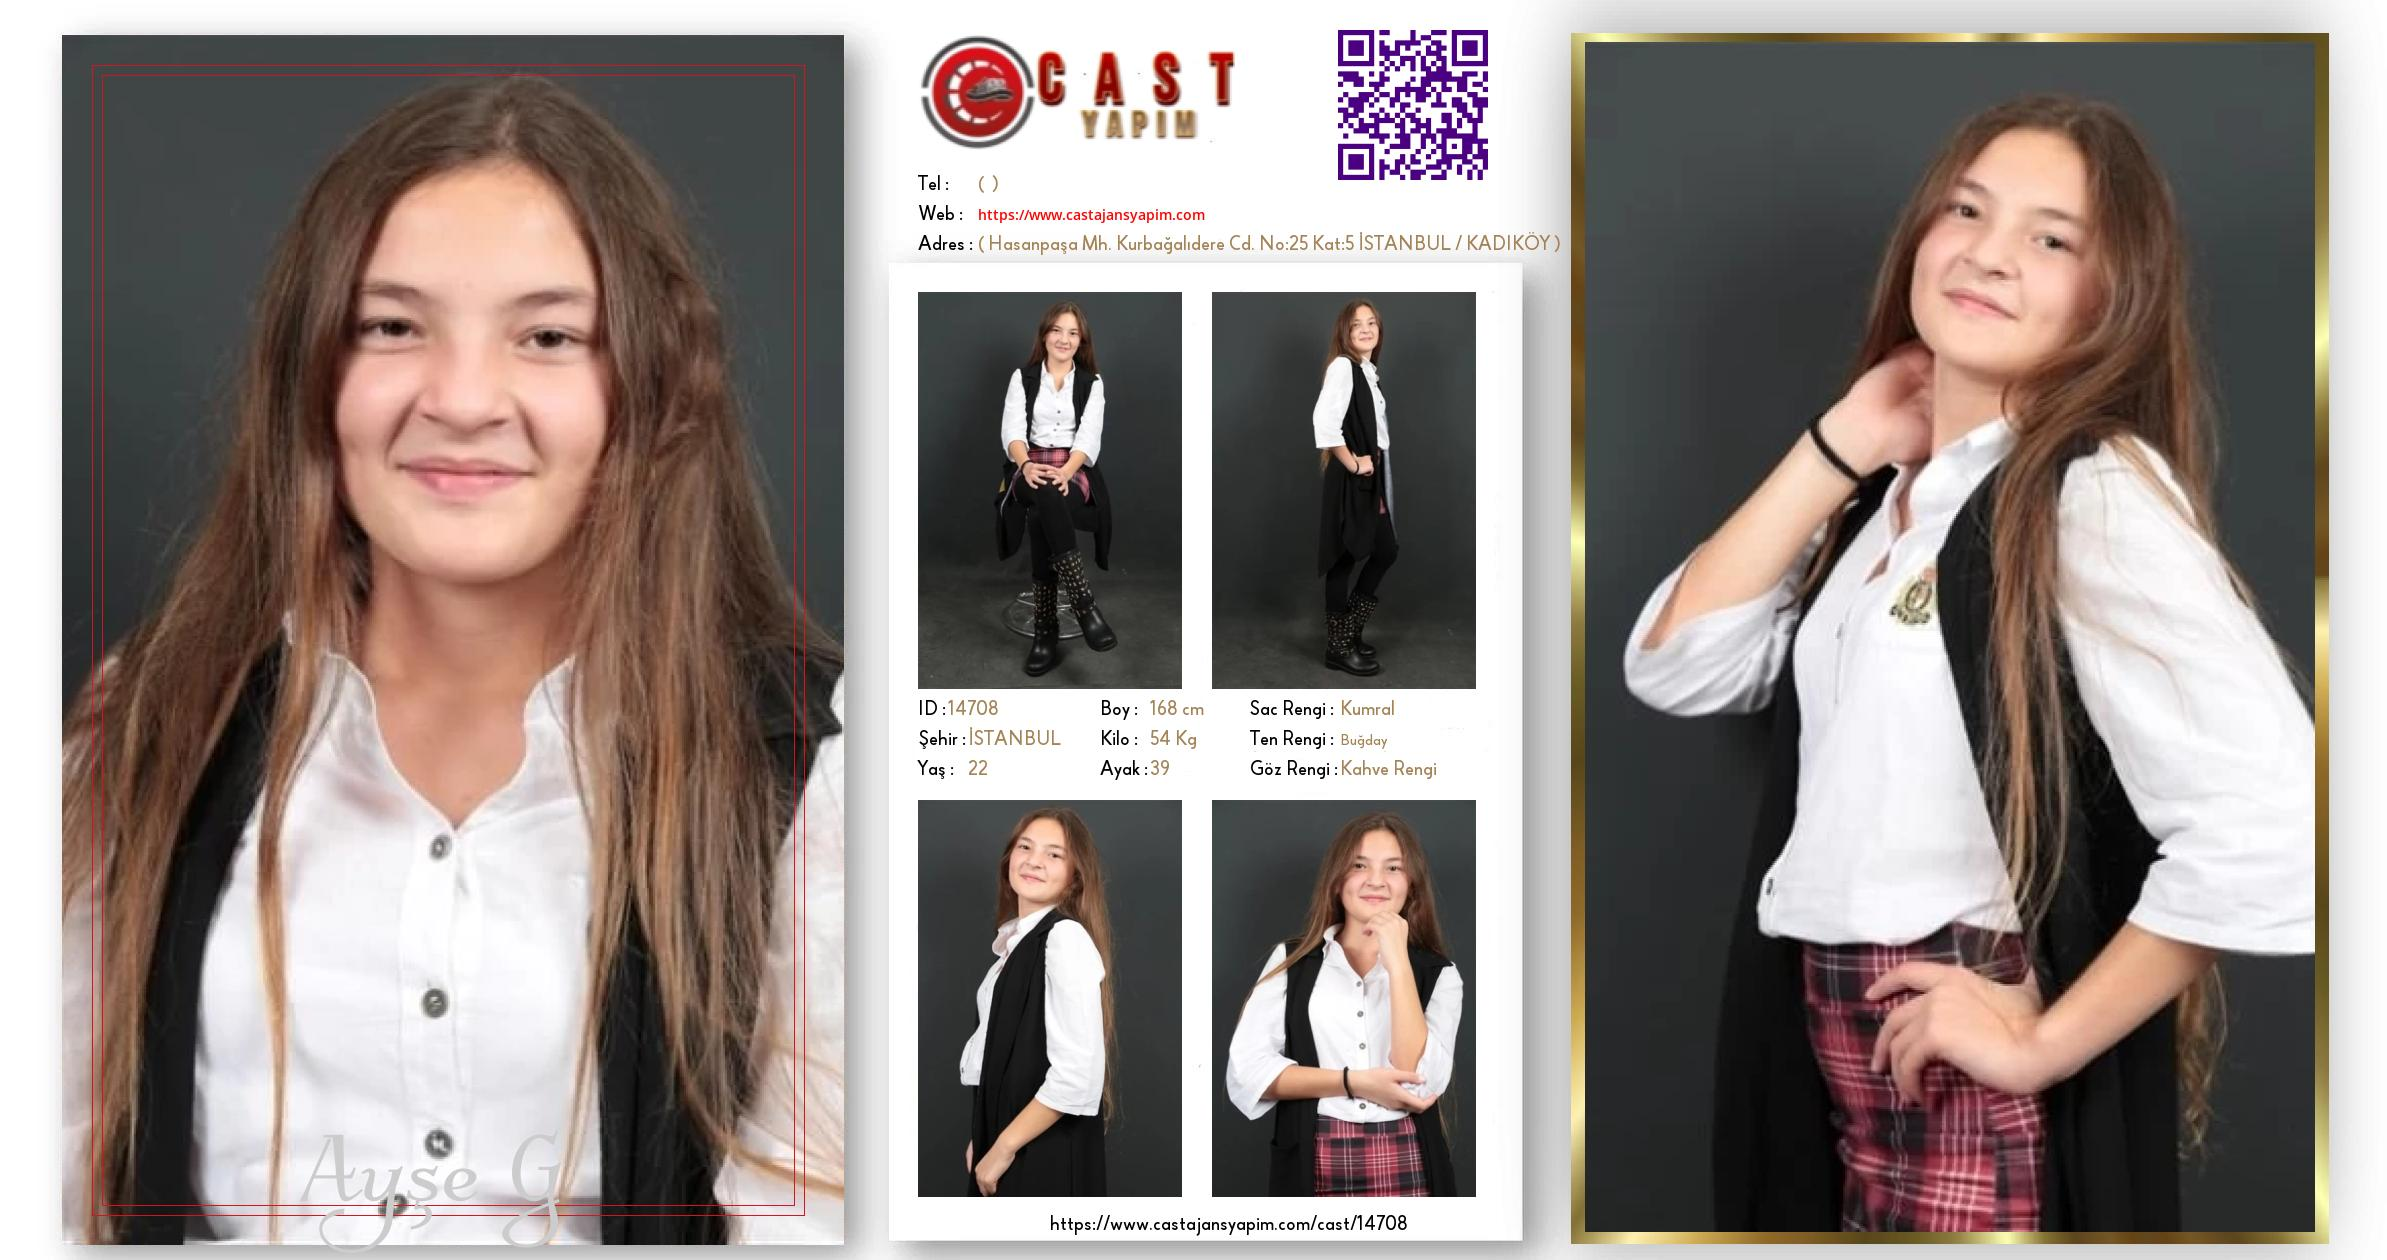 CAST
YAPIM
Tel : ( )
Web : https://www.castajansyapim.com
Adres : ( Hasanpaşa Mh. Kurbağalıdere Cd. No:25 Kat:5 İSTANBUL / KADIKÖY )
ID : 14708 Boy : 168 cm Sac Rengi : Kumral
Şehir : İSTANBUL Kilo : 54 Kg Ten Rengi : Buğday
Yaş : 22 Ayak : 39 Göz Rengi : Kahve Rengi
Ayşe G
https://www.castajansyapim.com/cast/14708